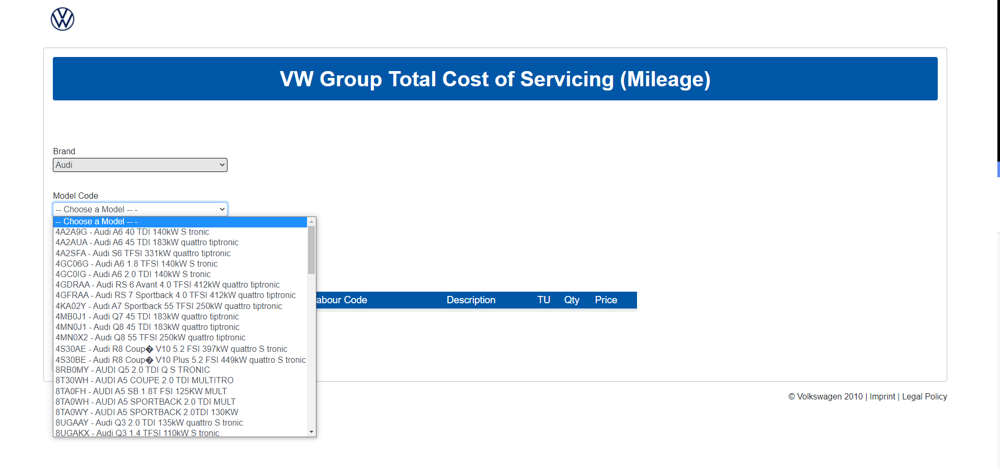 VW Group Total Cost of Servicing (Mileage)
Brand
Audi
Model Code
-- Choose a Model -- -
-- Choose a Model -- -
4A2A9G - Audi A6 40 TDI 140kW S tronic
4A2AUA - Audi A6 45 TDI 183kW quattro tiptronic
4A2SFA - Audi S6 TFSI 331kW quattro tiptronic
4GC06G - Audi A6 1.8 TFSI 140kW S tronic
4GC0IG - Audi A6 2.0 TDI 140kW S tronic
4GDRAA - Audi RS 6 Avant 4.0 TFSI 412kW quattro tiptronic
4GFRAA - Audi RS 7 Sportback 4.0 TFSI 412kW quattro tiptronic
4KA02Y - Audi A7 Sportback 55 TFSI 250kW quattro tiptronic
4MB0J1 - Audi Q7 45 TDI 183kW quattro tiptronic
4MN0J1 - Audi Q8 45 TDI 183kW quattro tiptronic
4MN0X2 - Audi Q8 55 TFSI 250kW quattro tiptronic
4S30AE - Audi R8 Coup� V10 5.2 FSI 397kW quattro S tronic
4S30BE - Audi R8 Coup� V10 Plus 5.2 FSI 449kW quattro S tronic
8RB0MY - AUDI Q5 2.0 TDI Q S TRONIC
8T30WH - AUDI A5 COUPE 2.0 TDI MULTITRO
8TA0FH - AUDI A5 SB 1.8T FSI 125KW MULT
8TA0WH - AUDI A5 SPORTBACK 2.0 TDI MULT
8TA0WY - AUDI A5 SPORTBACK 2.0TDI 130KW
8UGAAY - Audi Q3 2.0 TDI 135kW quattro S tronic
8UGAKX - Audi Q3 1.4 TFSI 110kW S tronic
abour Code Description TU Qty Price
© Volkswagen 2010 | Imprint | Legal Policy